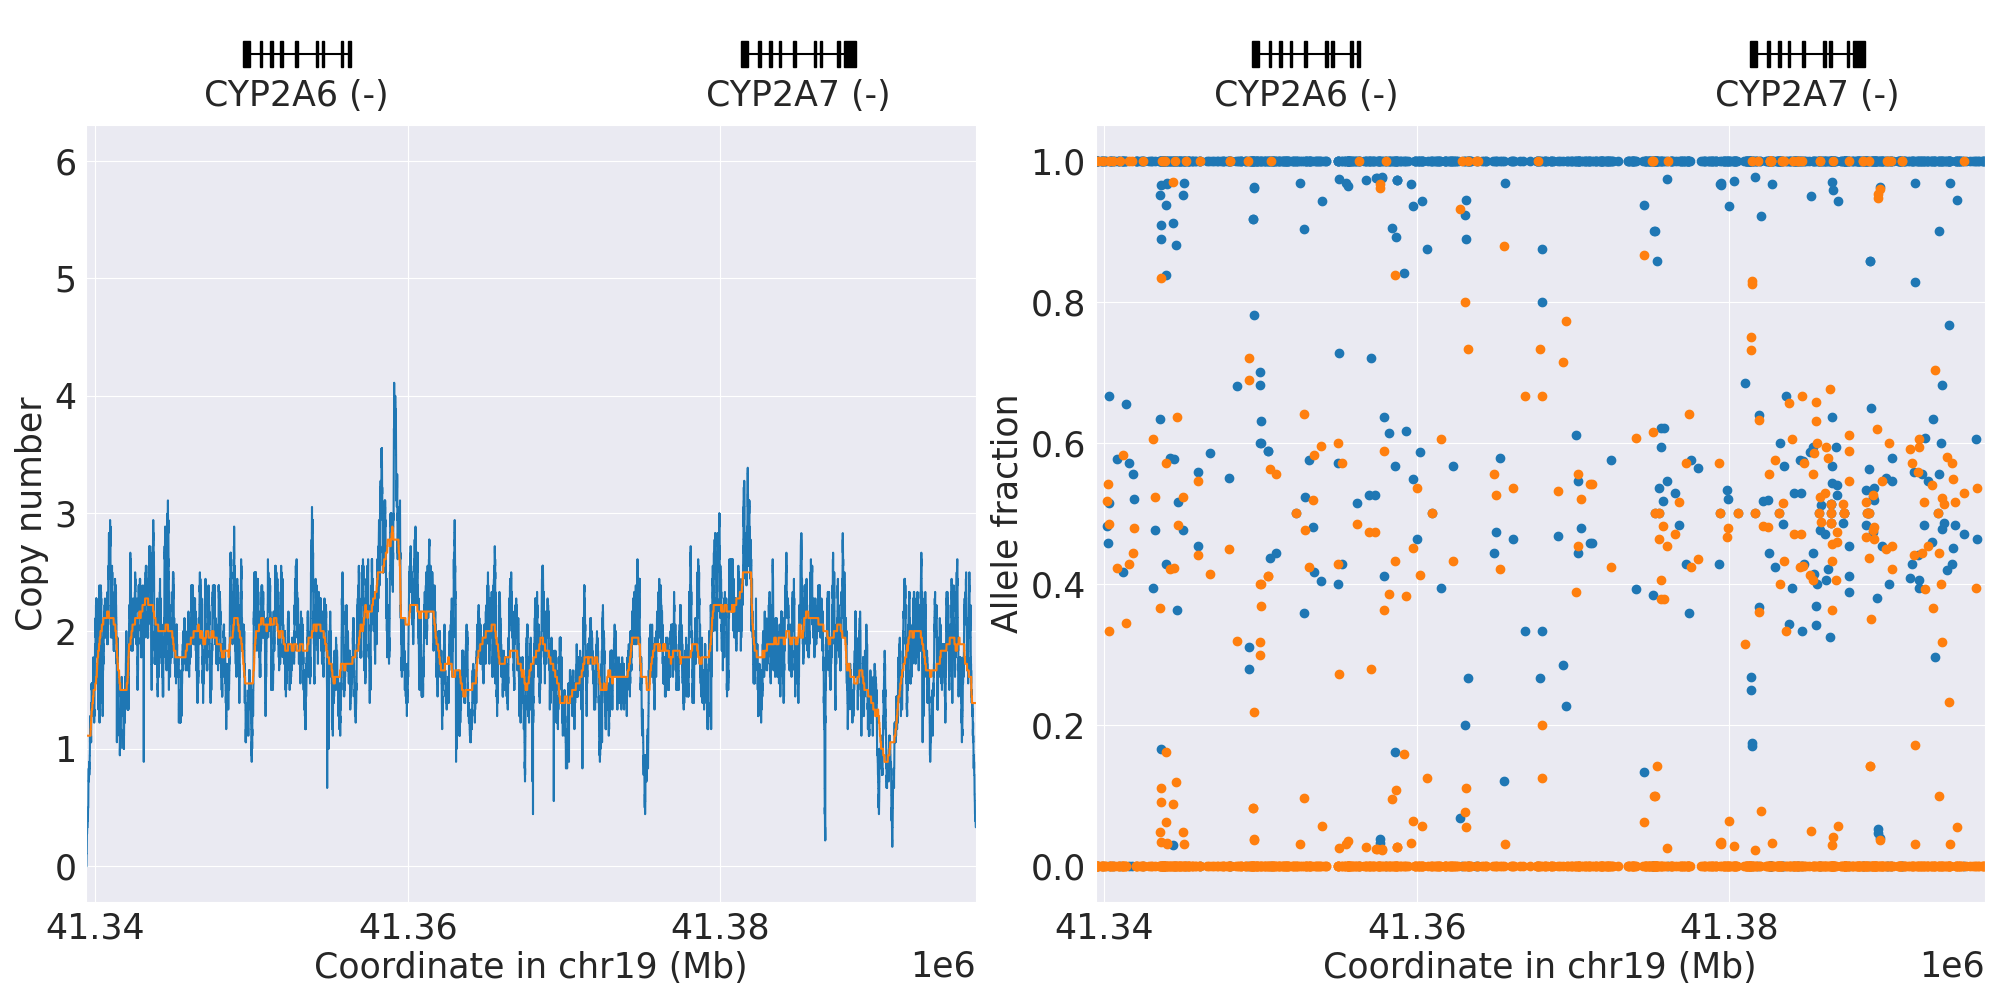 CYP2A6 (-) CYP2A7 (-)
CYP2A6 (-) CYP2A7 (-)
Copy number
6
5
4
3
2
1
0
41.34 41.36 41.38
Coordinate in chr19 (Mb) 1e6
Allele fraction
1.0
0.8
0.6
0.4
0.2
0.0
41.34 41.36 41.38
Coordinate in chr19 (Mb) 1e6